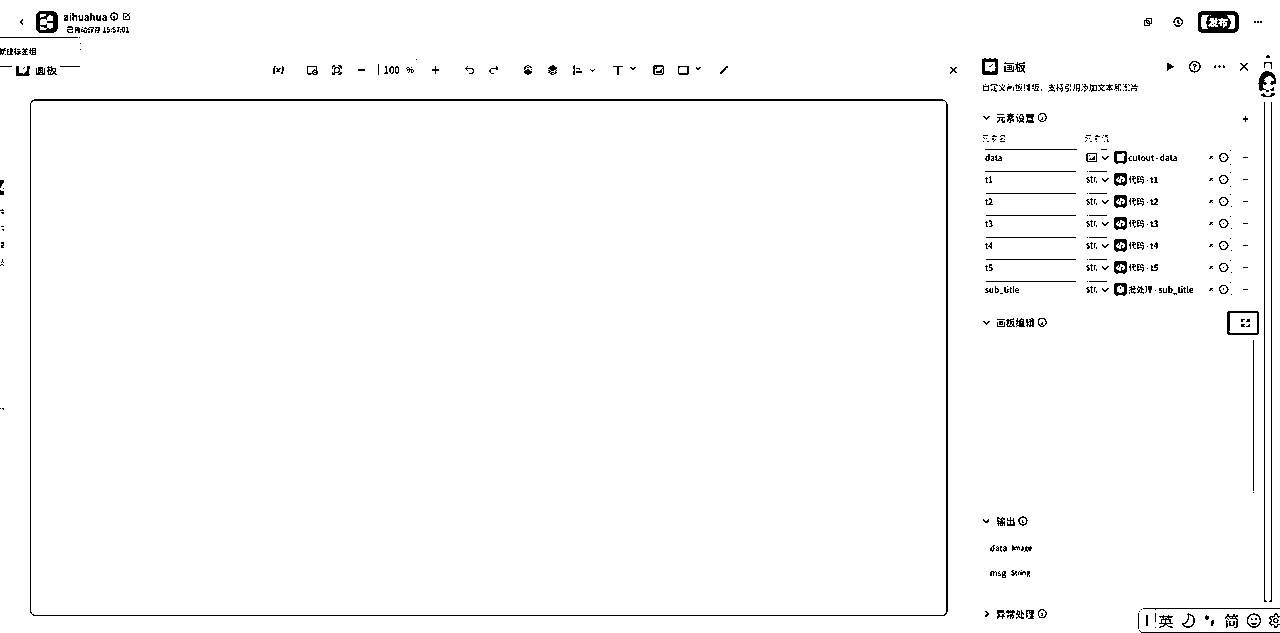 zihuahua
已自动保存 15:57:01
发布
新建标签组
画板
(x)
100 %
T
画板
自定义画板排版，支持引用添加文本和图片
元素设置
元素名 元素值
data cutout - data
t1 str. 代码 - t1
t2 str. 代码 - t2
t3 str. 代码 - t3
t4 str. 代码 - t4
t5 str. 代码 - t5
sub_title str. 批处理 - sub_title
画板编辑
输出
data Image
msg String
异常处理
英 简